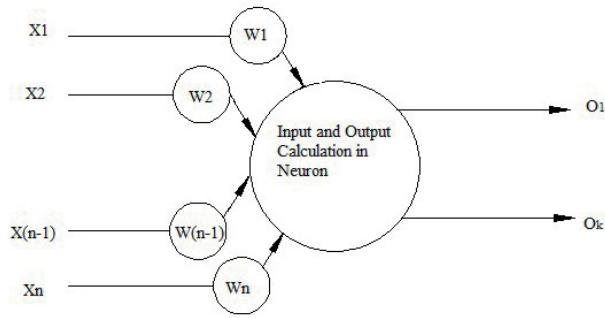 X1
W1
X2
W2
Input and Output
Calculation in
Neuron
O1
X(n-1)
W(n-1)
Ok
Xn
Wn